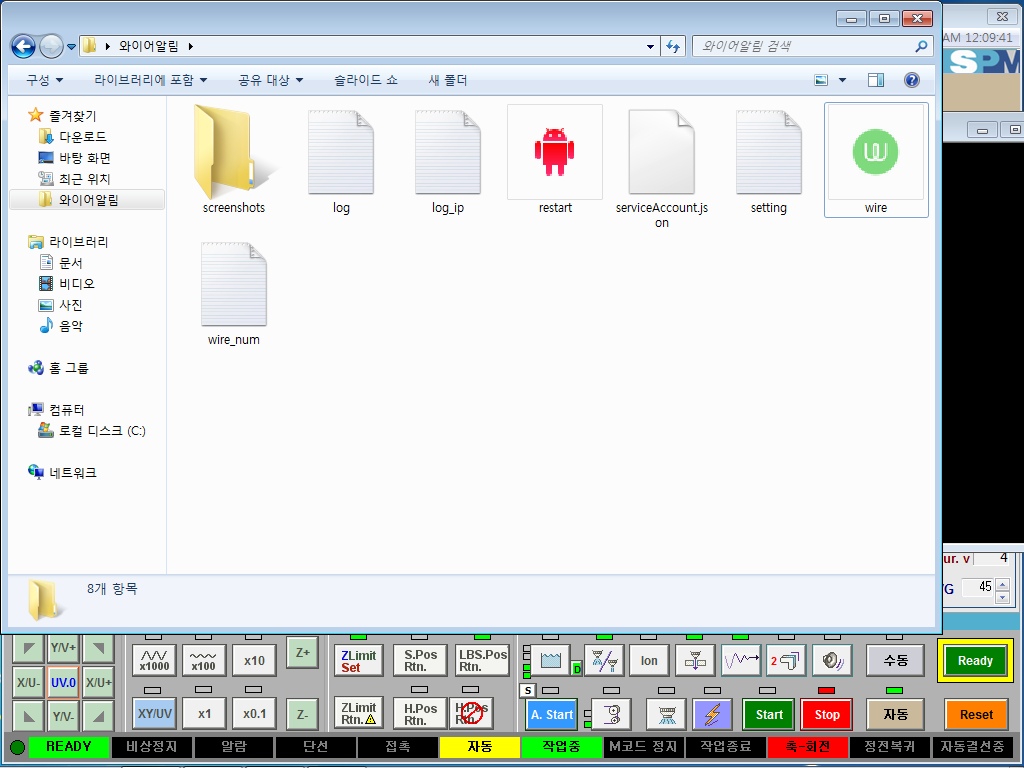 와이어알림
와이어알림 검색
AM 12:09:41
SPM
구성
라이브러리에 포함
공유 대상
슬라이드 쇼
새 폴더
즐겨찾기
다운로드
바탕 화면
최근 위치
와이어알림
라이브러리
문서
비디오
사진
음악
홈 그룹
컴퓨터
로컬 디스크 (C:)
네트워크
screenshots
log
log_ip
restart
serviceAccount.js
on
setting
wire
wire_num
8개 항목
ur. v 4
/G 45
Y/V+
X/U- UV.0 X/U+
Y/V-
x1000
x100
x10
Z+
XY/UV
x1
x0.1
Z-
ZLimit
Set
S.Pos
Rtn.
LBS.Pos
Rtn.
ZLimit
Rtn.
H.Pos
Rtn.
H.Pos
Rtn.
D
Ion
2
수동
Ready
S
A. Start
Start
Stop
자동
Reset
READY
비상정지
알람
단선
접촉
자동
작업중
M코드 정지
작업종료
축-회전
정전복귀
자동결선중